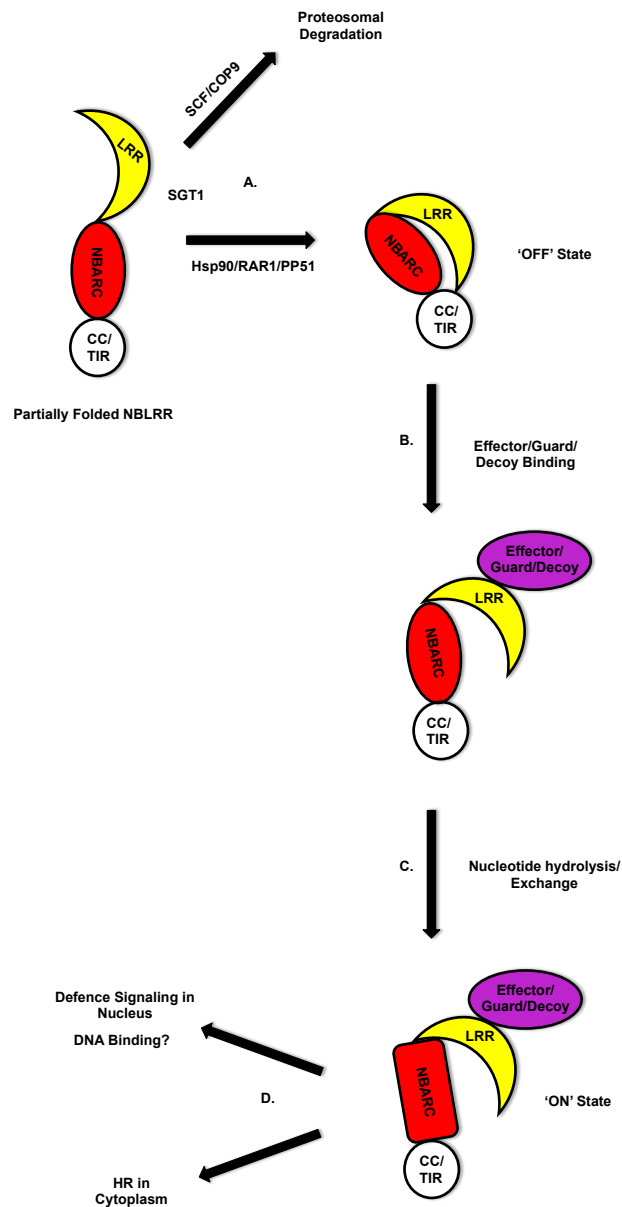 Proteosomal
Degradation
SCF/COP9
LRR
SGT1
A.
Hsp90/RAR1/PP51
NBARC
CC/
TIR
Partially Folded NBLRR
LRR
NBARC
CC/
TIR
'OFF' State
B.
Effector/Guard/
Decoy Binding
Effector/
Guard/Decoy
LRR
NBARC
CC/
TIR
C.
Nucleotide hydrolysis/
Exchange
Effector/
Guard/Decoy
LRR
NBARC
CC/
TIR
'ON' State
Defence Signaling in
Nucleus
DNA Binding?
D.
HR in
Cytoplasm